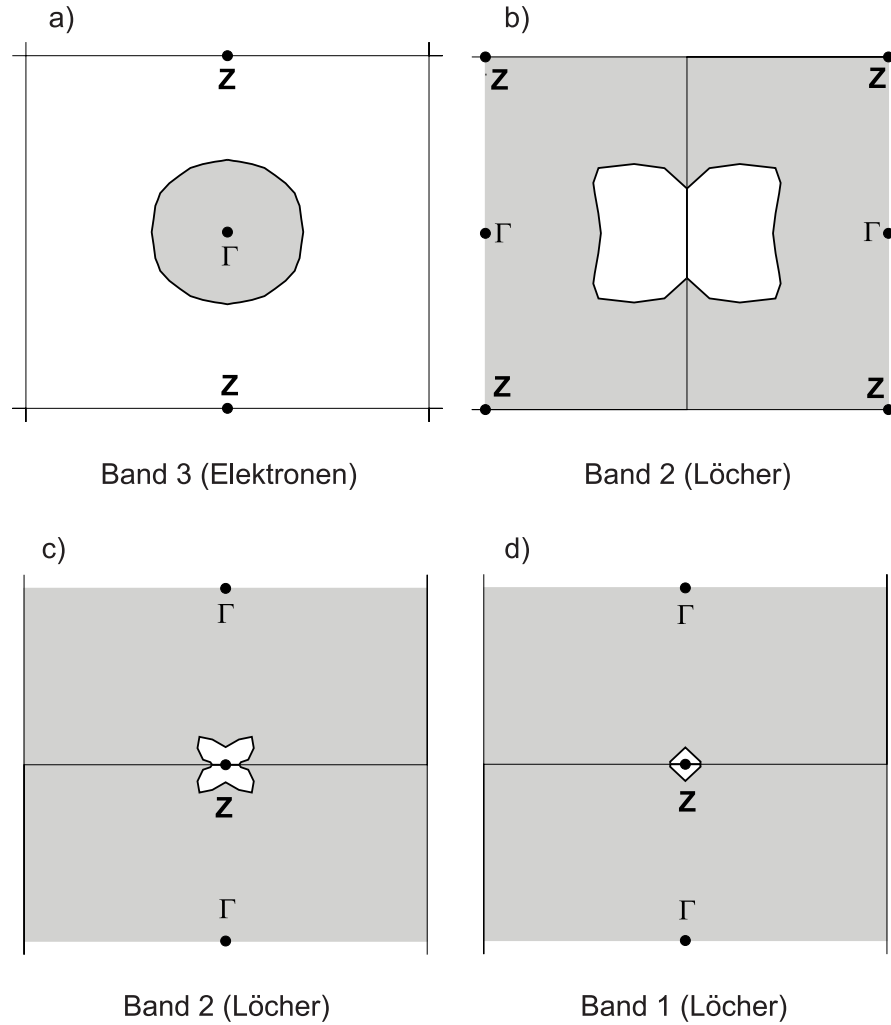 a)
Z
Γ
Z
Band 3 (Elektronen)
b)
Z Z
Γ Γ
Z Z
Band 2 (Löcher)
c)
Γ
Z
Γ
Band 2 (Löcher)
d)
Γ
Z
Γ
Band 1 (Löcher)